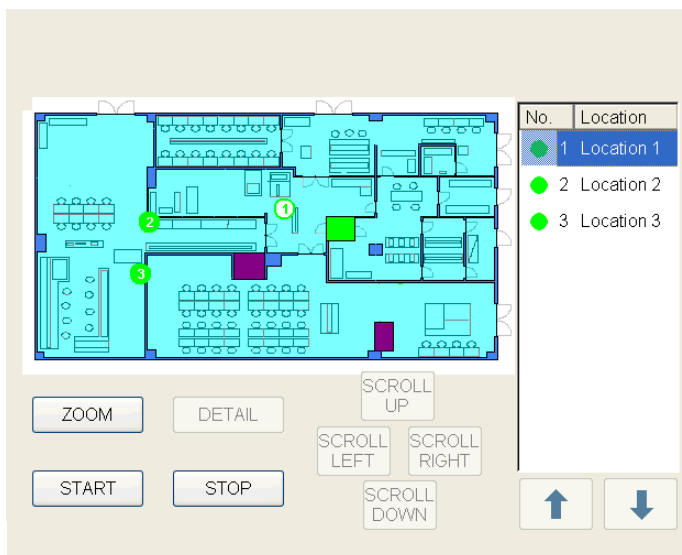 No. Location
1 Location 1
2 Location 2
3 Location 3
1
2
3
ZOOM
DETAIL
SCROLL
UP
SCROLL
LEFT
SCROLL
RIGHT
START
STOP
SCROLL
DOWN